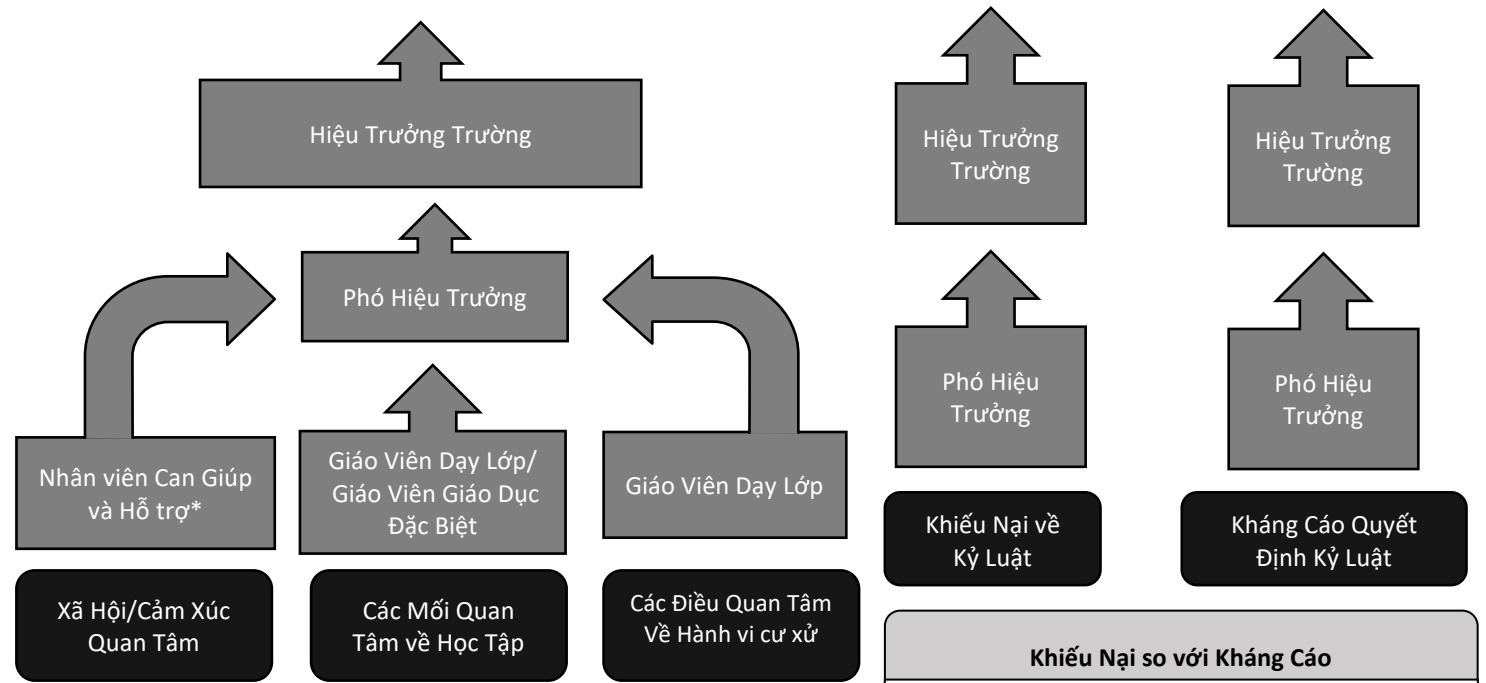 Hiệu Trưởng Trường
Phó Hiệu Trưởng
Nhân viên Can Giúp
và Hỗ trợ*
Giáo Viên Dạy Lớp/
Giáo Viên Giáo Dục
Đặc Biệt
Giáo Viên Dạy Lớp
Xã Hội/Cảm Xúc
Quan Tâm
Các Mối Quan
Tâm về Học Tập
Các Điều Quan Tâm
Về Hành vi cư xử
Hiệu Trưởng
Trường
Phó Hiệu
Trưởng
Khiếu Nại về
Kỷ Luật
Hiệu Trưởng
Trường
Phó Hiệu
Trưởng
Kháng Cáo Quyết
Định Kỷ Luật
Khiếu Nại so với Kháng Cáo